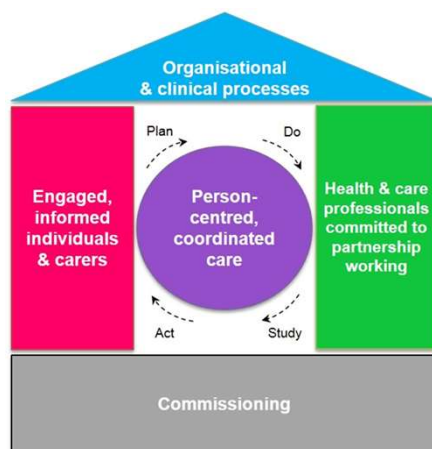 Organisational
& clinical processes
Plan
Do
Engaged,
informed
individuals
& carers
Person-
centred,
coordinated
care
Health & care
professionals
committed to
partnership
working
Act
Study
Commissioning